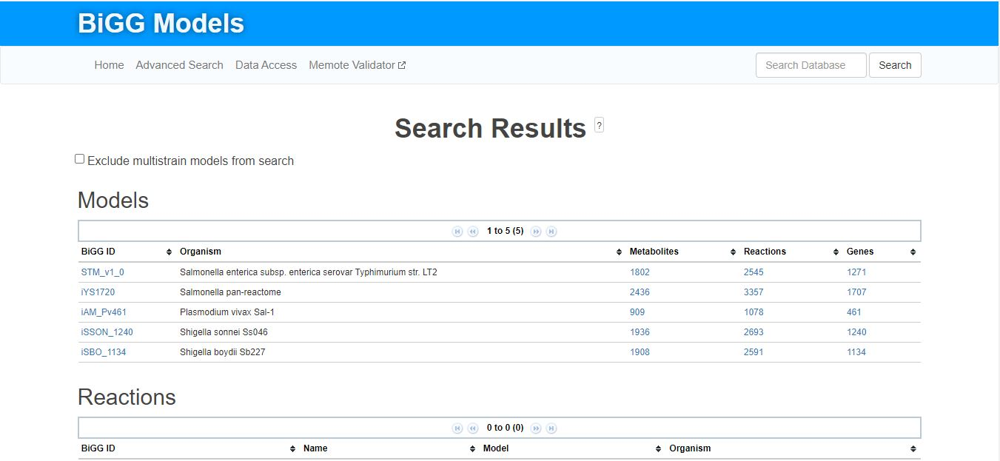 BiGG Models
Home Advanced Search Data Access Memote Validator Search Database Search
Search Results ?
Exclude multistrain models from search
Models
1 to 5 (5)
BiGG ID Organism Metabolites Reactions Genes
STM_v1_0 Salmonella enterica subsp. enterica serovar Typhimurium str. LT2 1802 2545 1271
iYS1720 Salmonella pan-reactome 2436 3357 1707
iAM_Pv461 Plasmodium vivax Sal-1 909 1078 461
iSSON_1240 Shigella sonnei Ss046 1936 2693 1240
iSBO_1134 Shigella boydii Sb227 1908 2591 1134
Reactions
0 to 0 (0)
BiGG ID Name Model Organism